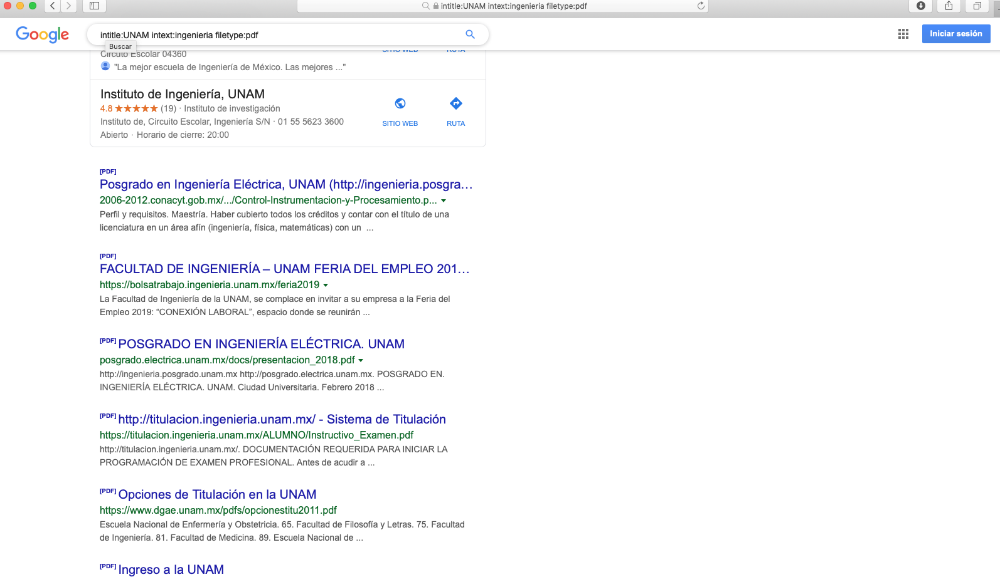 intitle:UNAM intext:ingenieria filetype:pdf
Google
intitle:UNAM intext:ingenieria filetype:pdf
Iniciar sesión
Buscar
SITIO WEB
RUTA
Circuito Escolar 04360
"La mejor escuela de Ingeniería de México. Las mejores ..."
Instituto de Ingeniería, UNAM
4.8 ★★★★★ (19) · Instituto de investigación
Instituto de, Circuito Escolar, Ingeniería S/N · 01 55 5623 3600
Abierto · Horario de cierre: 20:00
SITIO WEB
RUTA
[PDF]
Posgrado en Ingeniería Eléctrica, UNAM (http://ingenieria.posgra...
2006-2012.conacyt.gob.mx/.../Control-Instrumentacion-y-Procesamiento.p...
Perfil y requisitos. Maestría. Haber cubierto todos los créditos y contar con el título de una
licenciatura en un área afín (ingeniería, física, matemáticas) con un ...
[PDF]
FACULTAD DE INGENIERÍA – UNAM FERIA DEL EMPLEO 201...
https://bolsatrabajo.ingenieria.unam.mx/feria2019
La Facultad de Ingeniería de la UNAM, se complace en invitar a su empresa a la Feria del
Empleo 2019: “CONEXIÓN LABORAL”, espacio donde se reunirán ...
[PDF] POSGRADO EN INGENIERÍA ELÉCTRICA. UNAM
posgrado.electrica.unam.mx/docs/presentacion_2018.pdf
http://ingenieria.posgrado.unam.mx http://posgrado.electrica.unam.mx. POSGRADO EN.
INGENIERÍA ELÉCTRICA. UNAM. Ciudad Universitaria. Febrero 2018 ...
[PDF] http://titulacion.ingenieria.unam.mx/ - Sistema de Titulación
https://titulacion.ingenieria.unam.mx/ALUMNO/Instructivo_Examen.pdf
http://titulacion.ingenieria.unam.mx/. DOCUMENTACIÓN REQUERIDA PARA INICIAR LA
PROGRAMACIÓN DE EXAMEN PROFESIONAL. Antes de acudir a ...
[PDF] Opciones de Titulación en la UNAM
https://www.dgae.unam.mx/pdfs/opcionestitu2011.pdf
Escuela Nacional de Enfermería y Obstetricia. 65. Facultad de Filosofía y Letras. 75. Facultad
de Ingeniería. 81. Facultad de Medicina. 89. Escuela Nacional de ...
[PDF] Ingreso a la UNAM